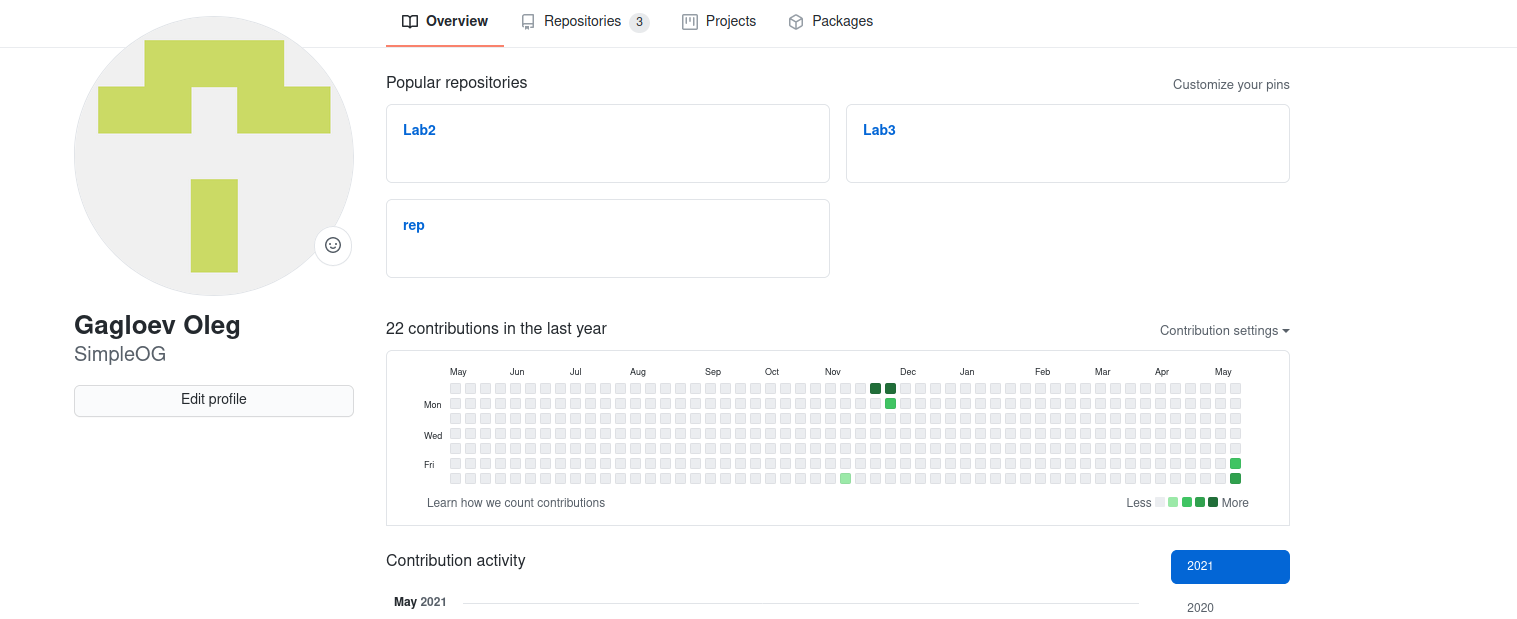 Overview Repositories 3 Projects Packages
Popular repositories Customize your pins
Lab2 Lab3
rep
Gagloev Oleg
SimpleOG
Edit profile
22 contributions in the last year Contribution settings
May Jun Jul Aug Sep Oct Nov Dec Jan Feb Mar Apr May
Mon
Wed
Fri
Learn how we count contributions Less More
Contribution activity 2021
May 2021 2020